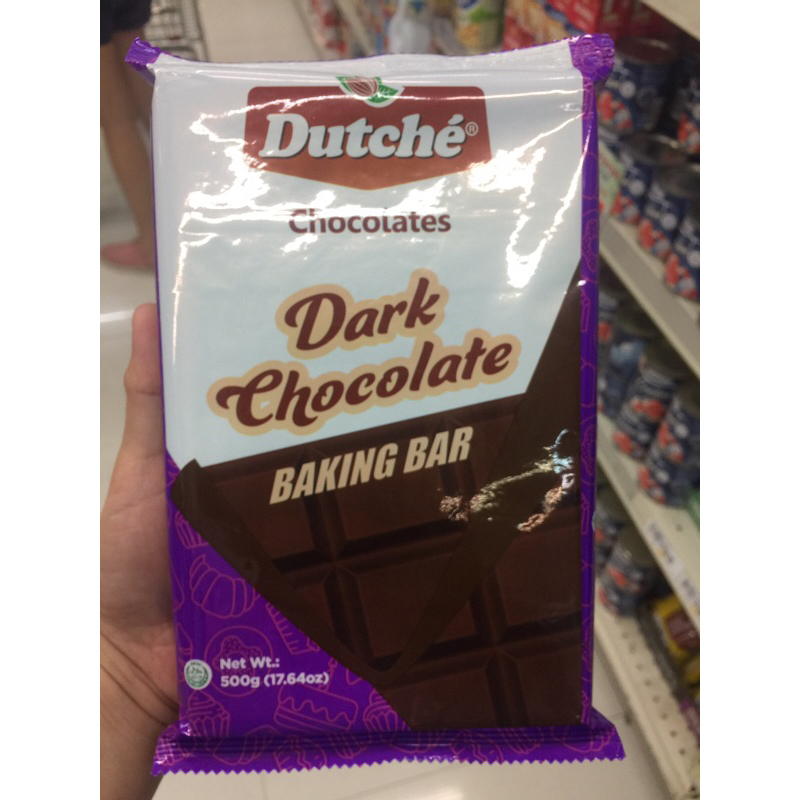 Dutché®
Chocolates
Dark
Chocolate
BAKING BAR
Net Wt.:
500g (17.64oz)